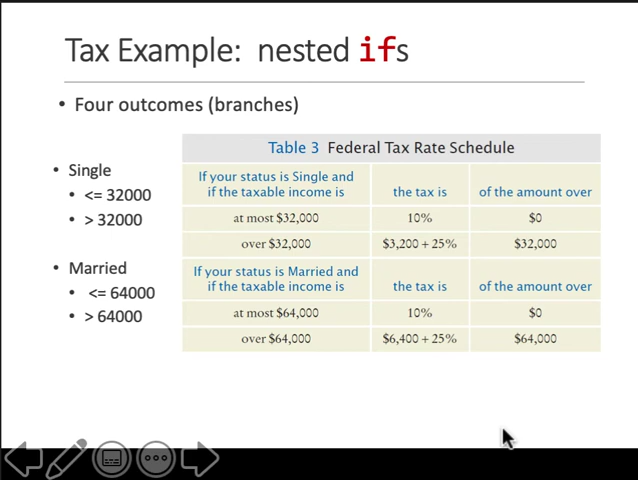 Tax Example: nested ifs
• Four outcomes (branches)
• Single
• <= 32000
• > 32000
• Married
• <= 64000
• > 64000
Table 3 Federal Tax Rate Schedule
If your status is Single and
if the taxable income is the tax is of the amount over
at most $32,000 10% $0
over $32,000 $3,200 + 25% $32,000
If your status is Married and
if the taxable income is the tax is of the amount over
at most $64,000 10% $0
over $64,000 $6,400 + 25% $64,000